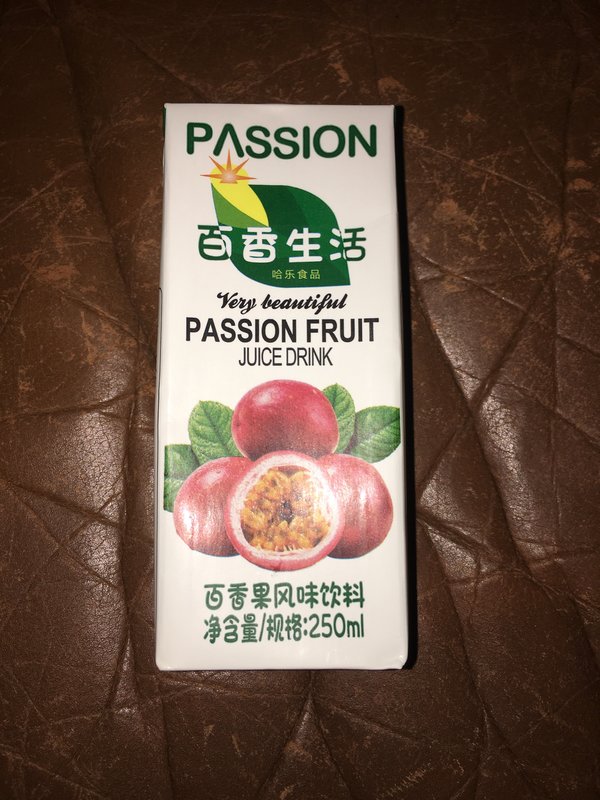 PASSION
百香生活
哈乐食品
Very beautiful
PASSION FRUIT
JUICE DRINK
百香果风味饮料
净含量/规格:250ml